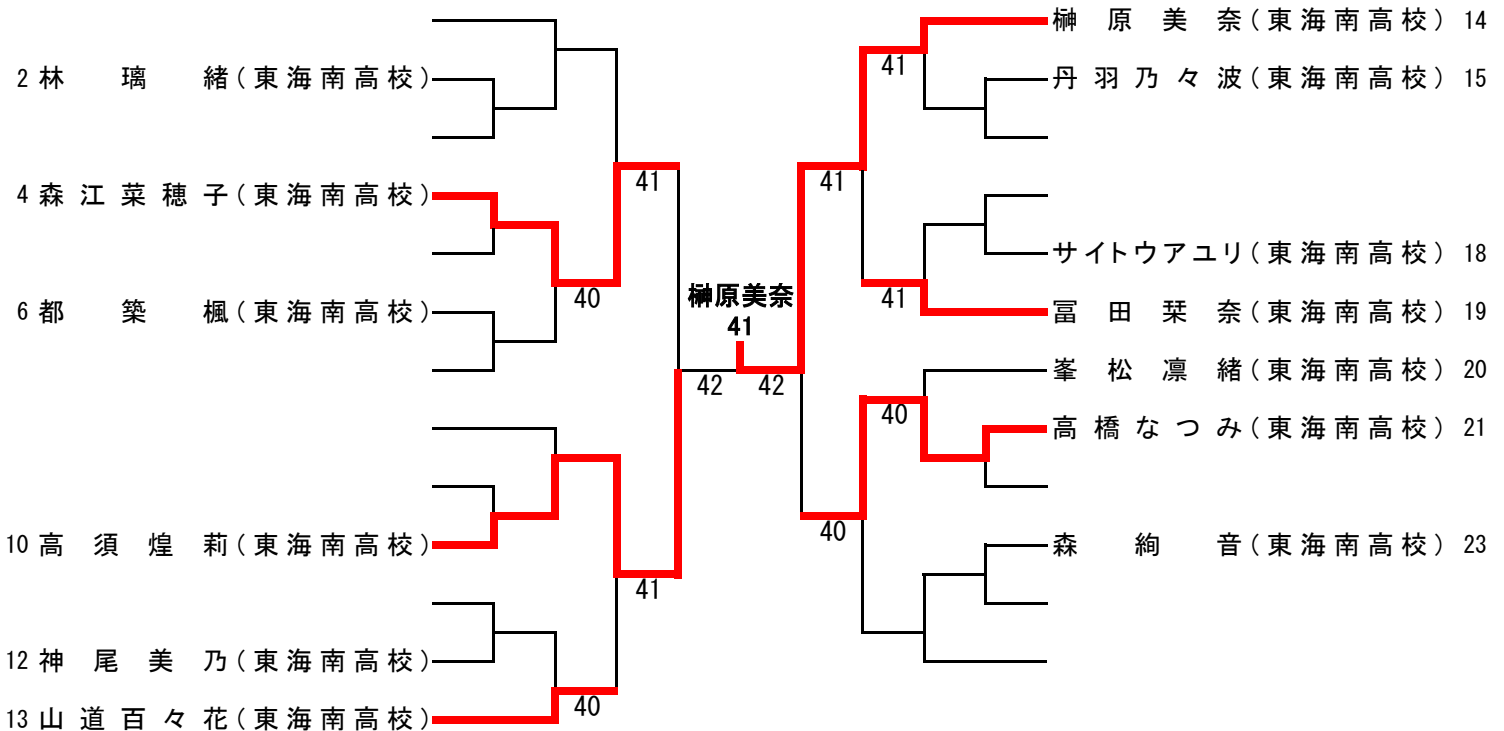 2 林 璃 緒(東海南高校)
4 森江菜穂子(東海南高校)
6 都 築 楓(東海南高校)
10 高 須 煌 莉(東海南高校)
12 神 尾 美 乃(東海南高校)
13 山道百々花(東海南高校)
41
40
41
40
42
榊原美奈
41
42
41
41
41
40
40
榊 原 美 奈(東海南高校) 14
丹羽乃々波(東海南高校) 15
サイトウアユリ(東海南高校) 18
冨 田 栞 奈(東海南高校) 19
峯 松 凛 緒(東海南高校) 20
高橋なつみ(東海南高校) 21
森 絢 音(東海南高校) 23